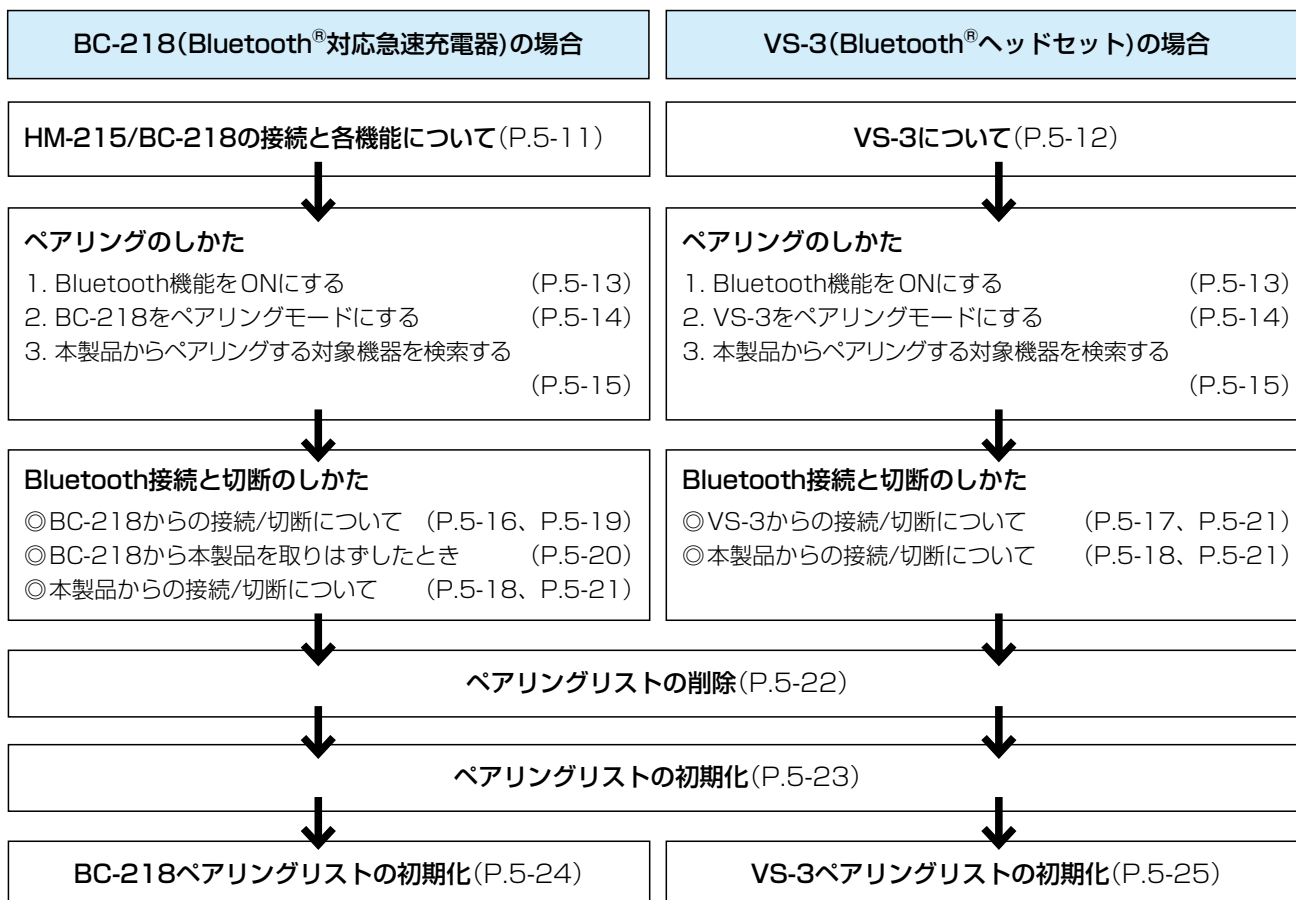 BC-218(Bluetooth®対応急速充電器)の場合
HM-215/BC-218の接続と各機能について(P.5-11)
ペアリングのしかた
1. Bluetooth機能をONにする (P.5-13)
2. BC-218をペアリングモードにする (P.5-14)
3. 本製品からペアリングする対象機器を検索する
(P.5-15)
Bluetooth接続と切断のしかた
◎BC-218からの接続/切断について (P.5-16、P.5-19)
◎BC-218から本製品を取りはずしたとき (P.5-20)
◎本製品からの接続/切断について (P.5-18、P.5-21)
VS-3(Bluetooth®ヘッドセット)の場合
VS-3について(P.5-12)
ペアリングのしかた
1. Bluetooth機能をONにする (P.5-13)
2. VS-3をペアリングモードにする (P.5-14)
3. 本製品からペアリングする対象機器を検索する
(P.5-15)
Bluetooth接続と切断のしかた
◎VS-3からの接続/切断について (P.5-17、P.5-21)
◎本製品からの接続/切断について (P.5-18、P.5-21)
ペアリングリストの削除(P.5-22)
ペアリングリストの初期化(P.5-23)
BC-218ペアリングリストの初期化(P.5-24)
VS-3ペアリングリストの初期化(P.5-25)